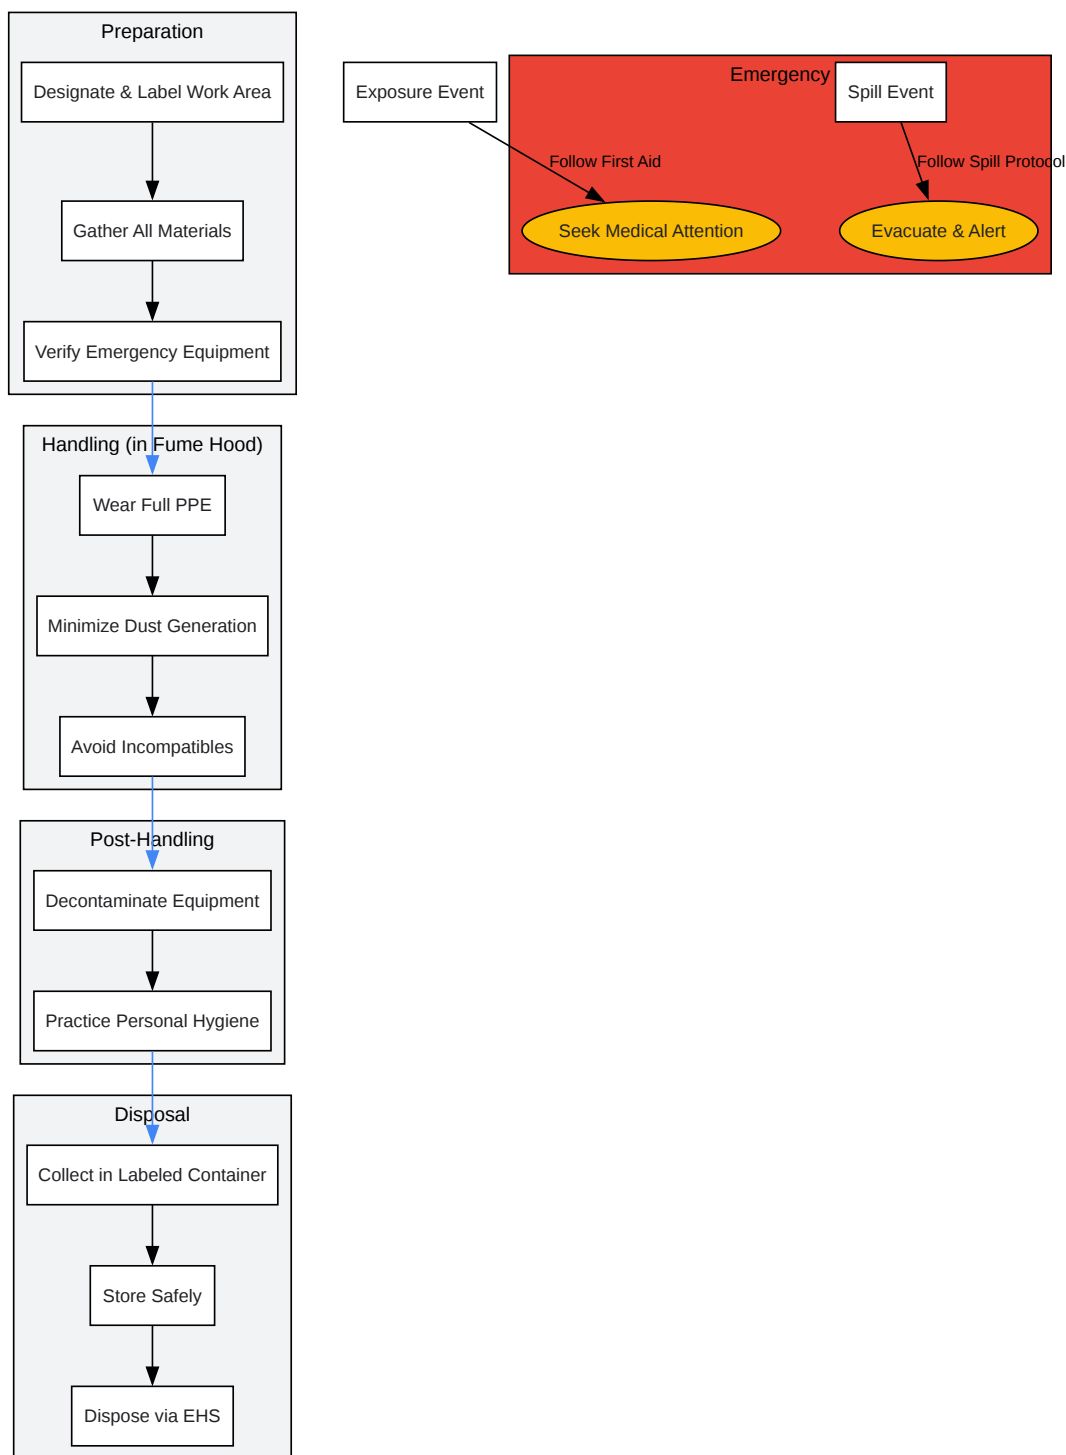 Preparation
Designate & Label Work Area
Gather All Materials
Verify Emergency Equipment
Handling (in Fume Hood)
Wear Full PPE
Minimize Dust Generation
Avoid Incompatibles
Post-Handling
Decontaminate Equipment
Practice Personal Hygiene
Disposal
Collect in Labeled Container
Store Safely
Dispose via EHS
Exposure Event
Emergency
Spill Event
Follow First Aid
Follow Spill Protocol
Seek Medical Attention
Evacuate & Alert